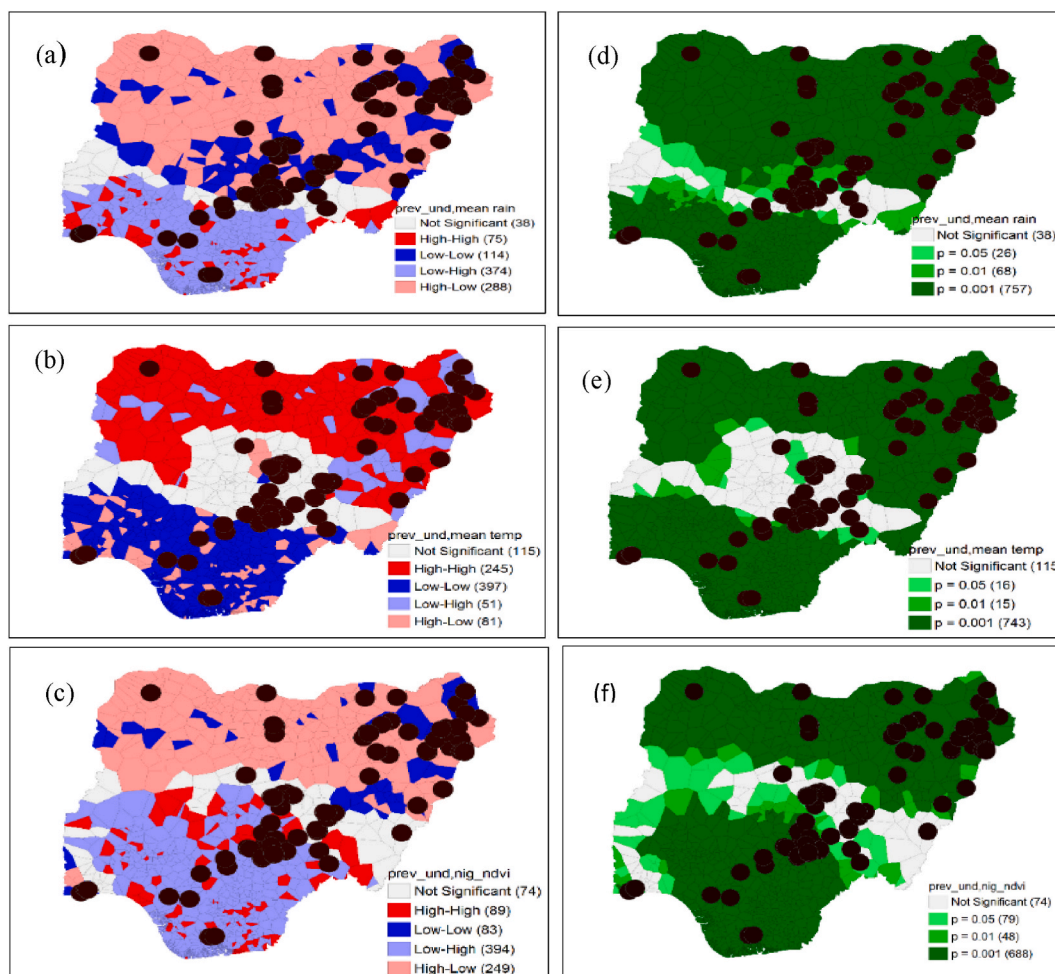 (a)
prev_und,mean rain
Not Significant (38)
High-High (75)
Low-Low (114)
Low-High (374)
High-Low (288)
(d)
prev_und,mean rain
Not Significant (38)
p = 0.05 (26)
p = 0.01 (68)
p = 0.001 (757)
(b)
prev_und,mean temp
Not Significant (115)
High-High (245)
Low-Low (397)
Low-High (51)
High-Low (81)
(e)
prev_und,mean temp
Not Significant (115
p = 0.05 (16)
p = 0.01 (15)
p = 0.001 (743)
(c)
prev_und,nig_ndvi
Not Significant (74)
High-High (89)
Low-Low (83)
Low-High (394)
High-Low (249)
(f)
prev_und,nig_ndvi
Not Significant (74)
p = 0.05 (79)
p = 0.01 (48)
p = 0.001 (688)